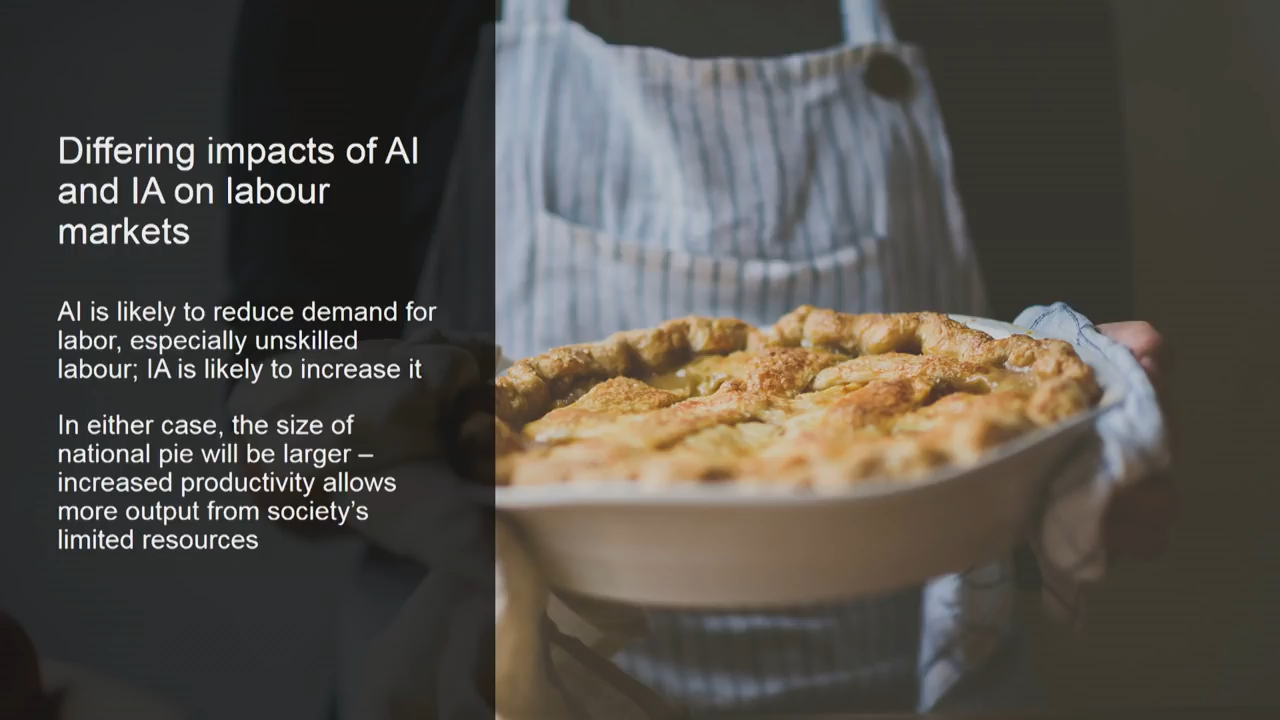 Differing impacts of AI
and IA on labour
markets
AI is likely to reduce demand for
labor, especially unskilled
labour; IA is likely to increase it
In either case, the size of
national pie will be larger –
increased productivity allows
more output from society’s
limited resources